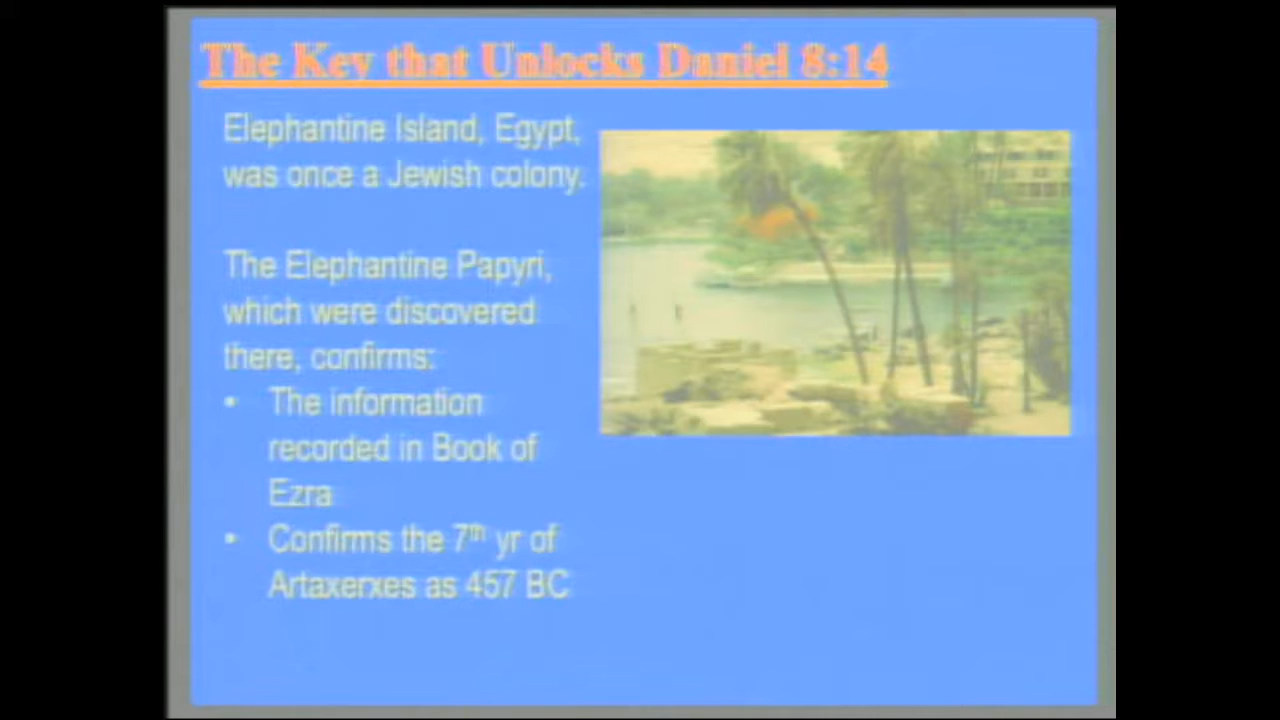 The Key that Unlocks Daniel 8:14
Elephantine Island, Egypt,
was once a Jewish colony.
The Elephantine Papyri,
which were discovered
there, confirms:
• The information
recorded in Book of
Ezra
• Confirms the 7th yr of
Artaxerxes as 457 BC